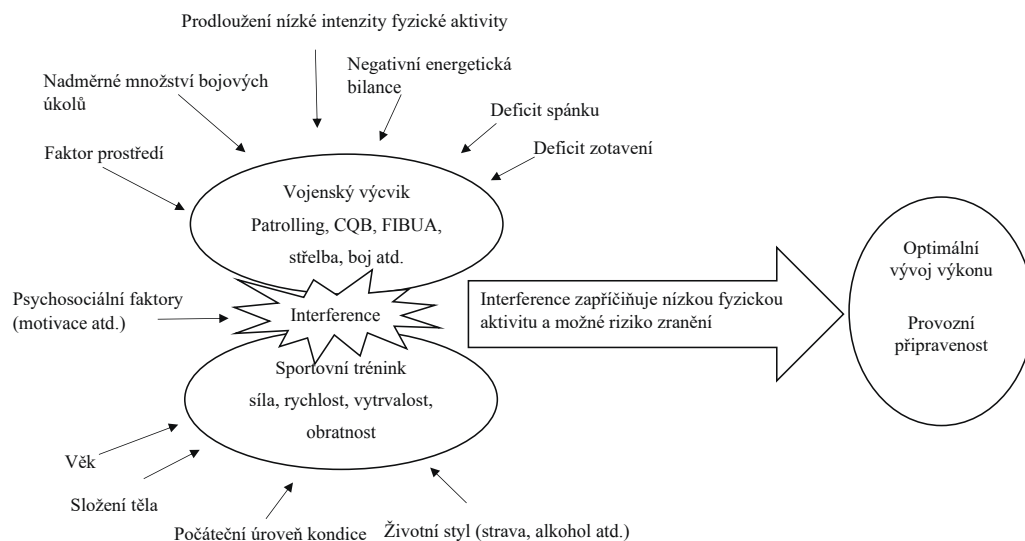 Prodloužení nízké intenzity fyzické aktivity
Negativní energetická
bilance
Nadměrné množství bojových
úkolů
Deficit spánku
Faktor prostředí
Deficit zotavení
Vojenský výcvik
Patrolling, CQB, FIBUA,
střelba, boj atd.
Psychosociální faktory
(motivace atd.)
Interference
Interference zapříčiňuje nízkou fyzickou
aktivitu a možné riziko zranění
Optimální
vývoj výkonu
Provozní
připravenost
Sportovní trénink
síla, rychlost, vytrvalost,
obratnost
Věk
Složení těla
Počáteční úroveň kondice
Životní styl (strava, alkohol atd.)